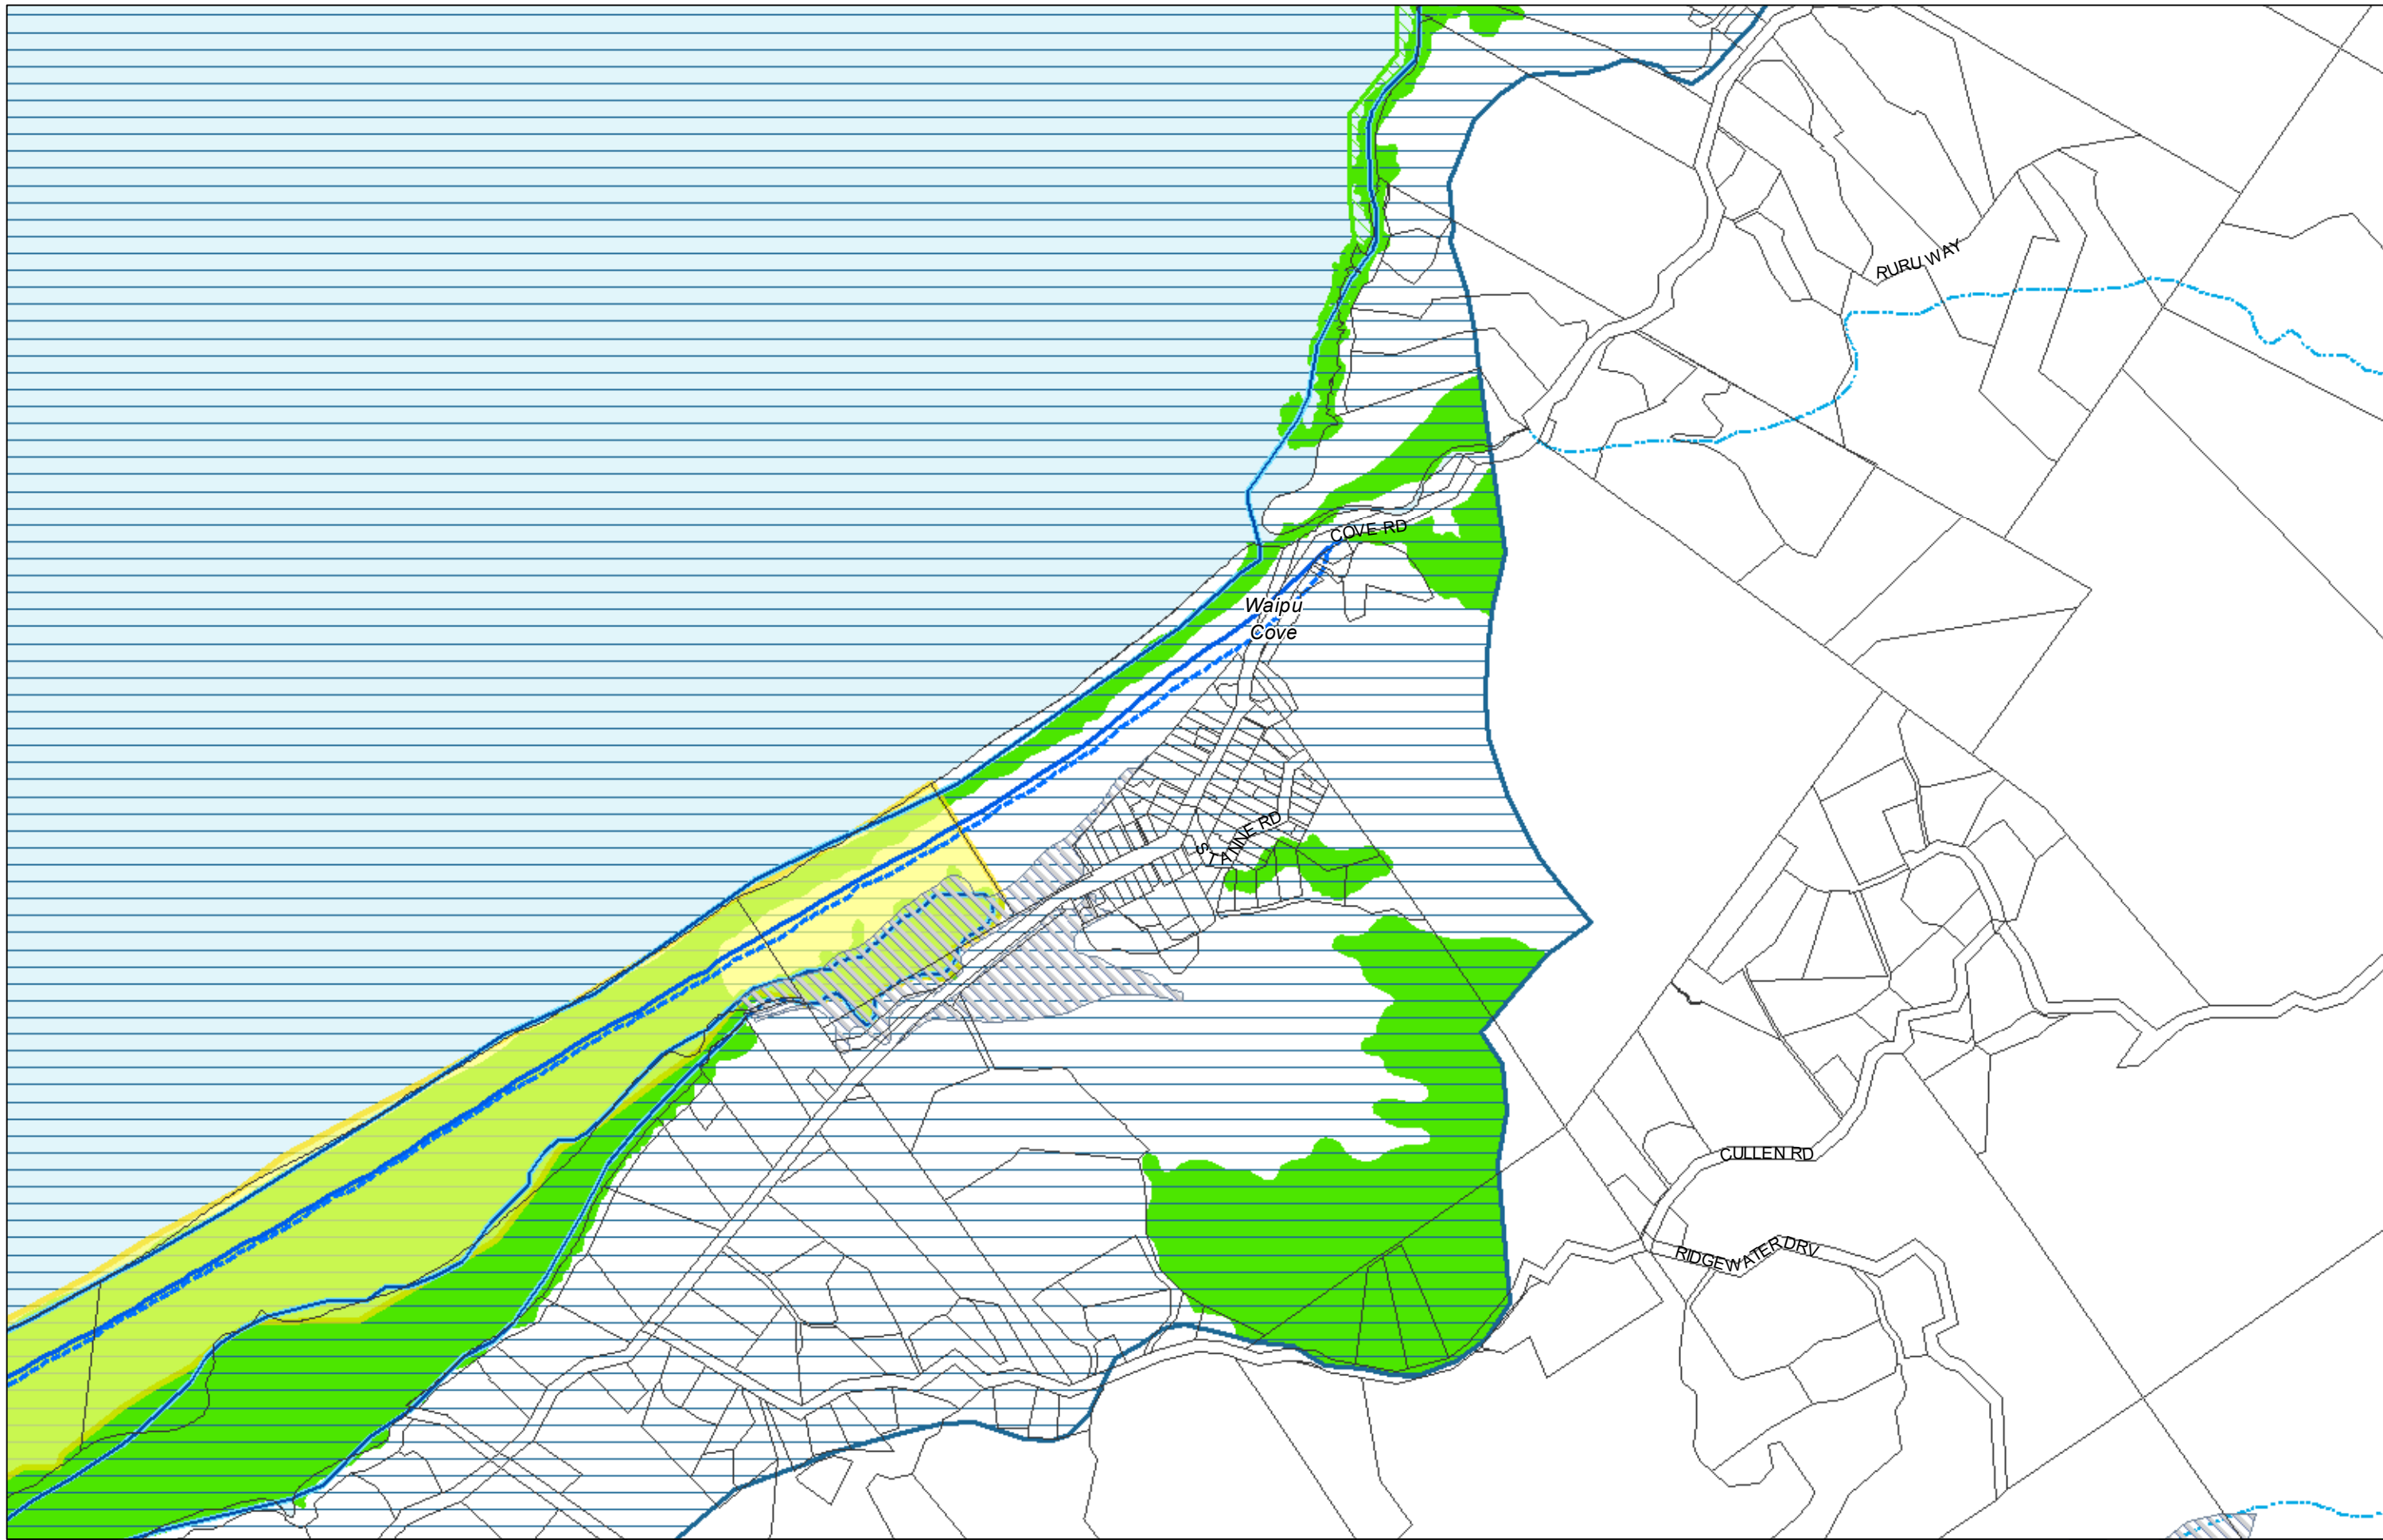 RURU WAY
COVE RD
Waipu
Cove
ST ANNE RD
CULLEN RD
RIDGEWATER DRV